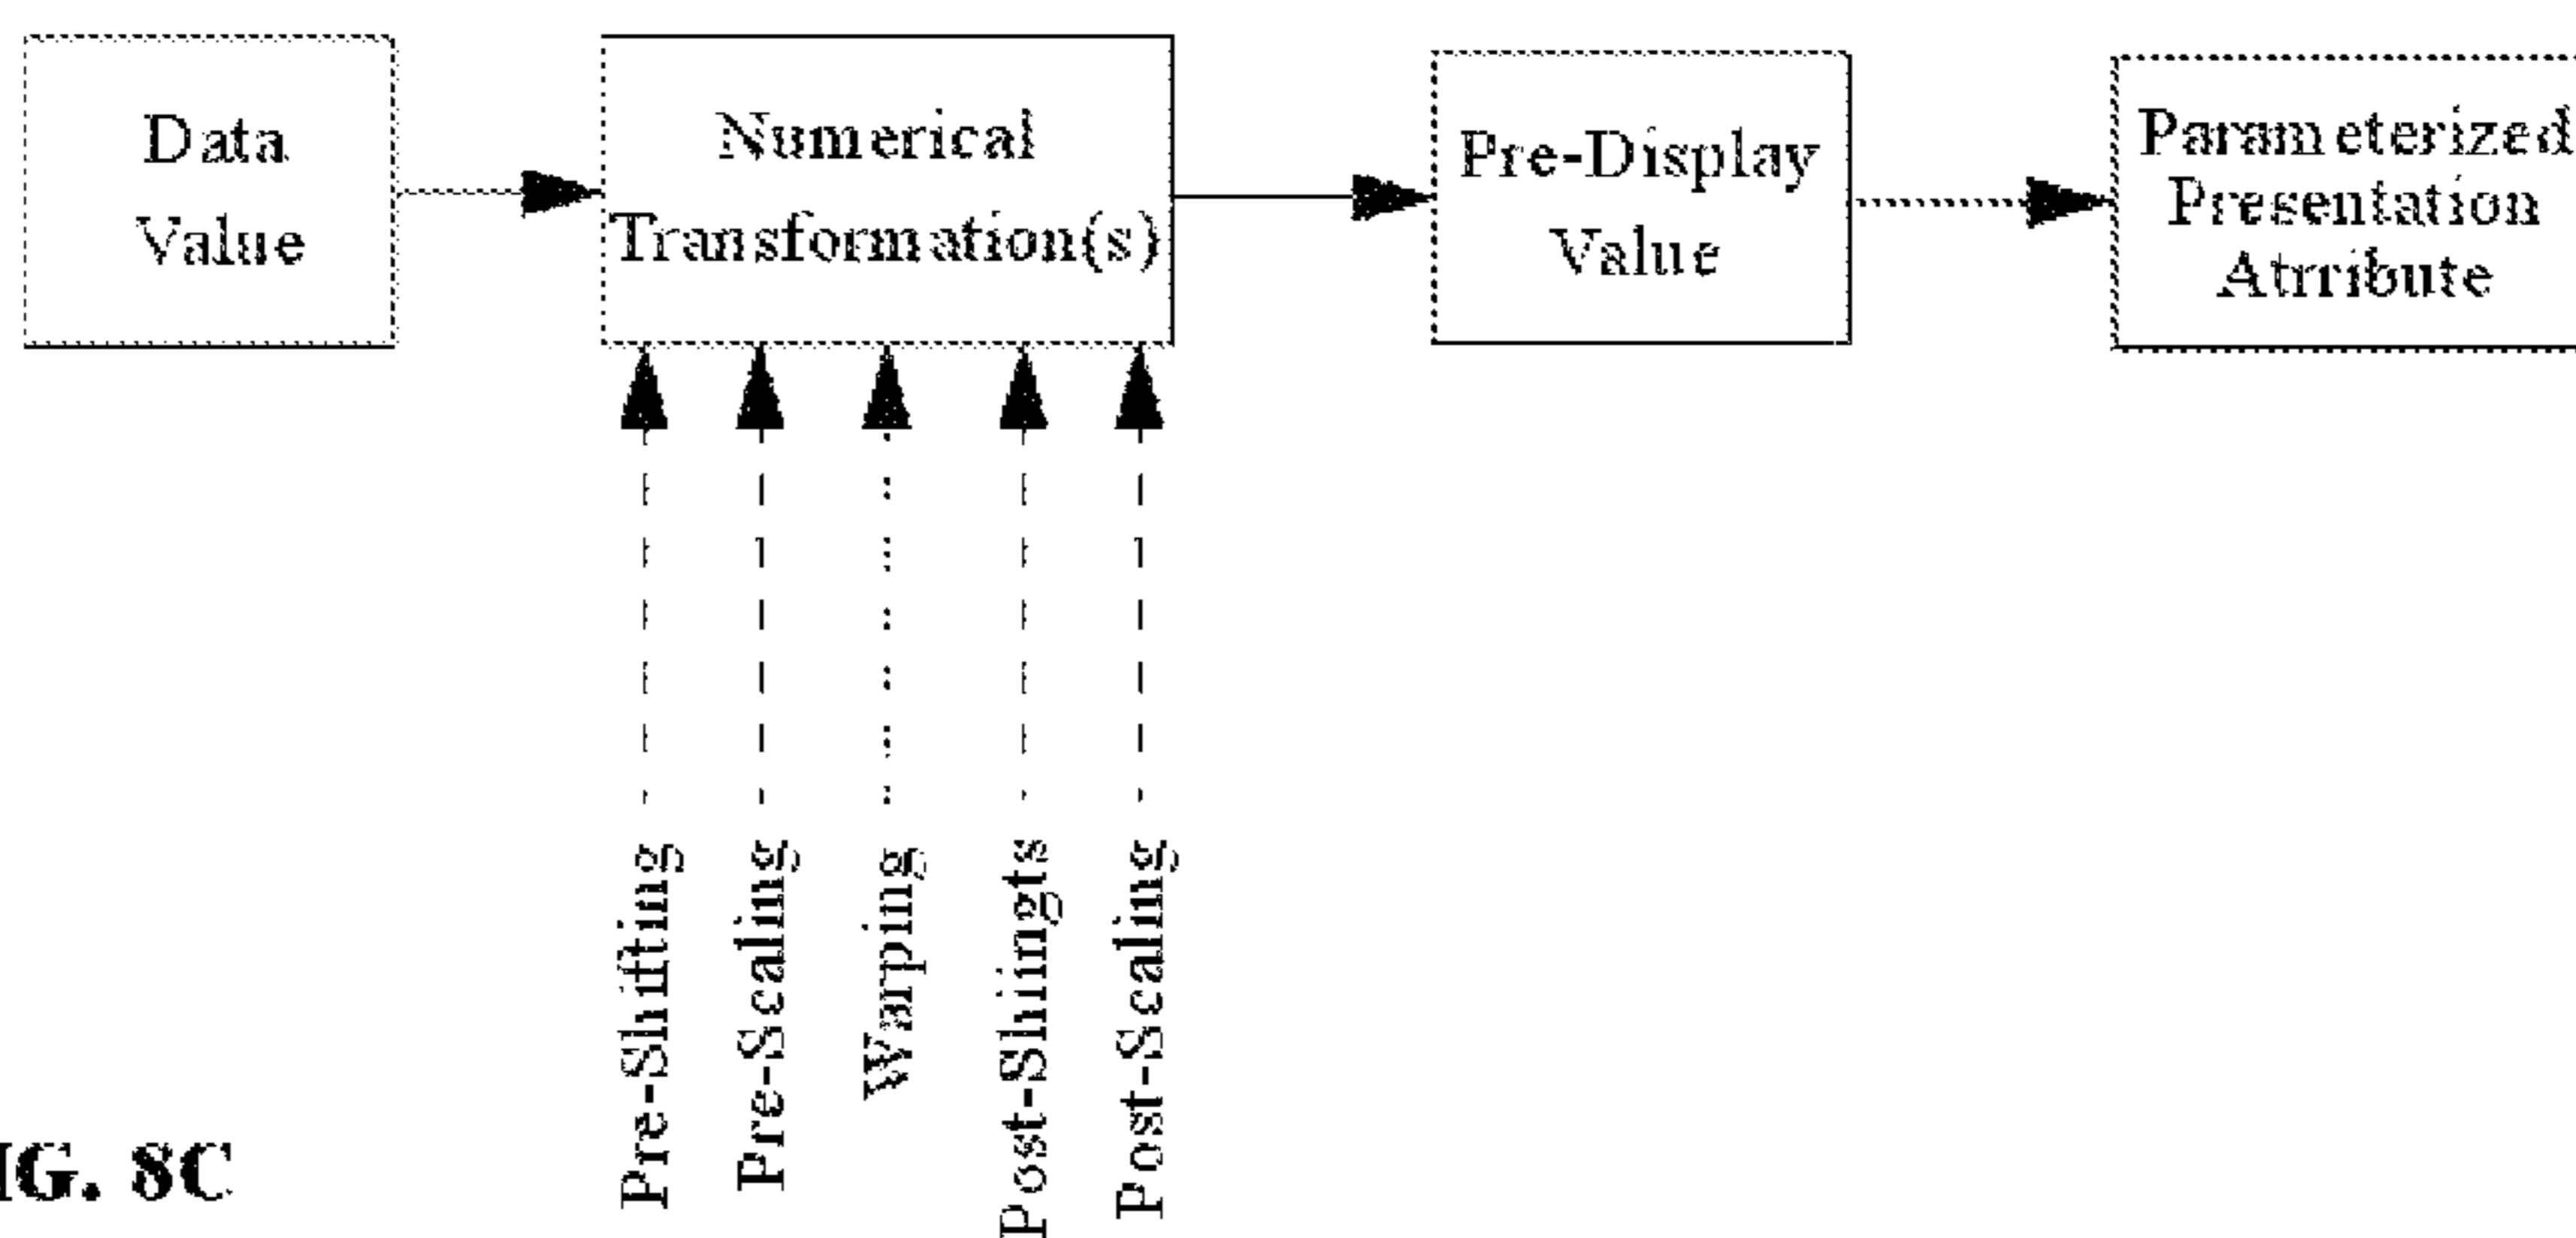 Data
Value
Numerical
Transformation(s)
Pre-Display
Value
Parameterized
Presentation
Atrribute
Pre-Shifting
Pre-Scaling
Warping
Post-Shiingts
Post-Scaling
IG. 8C